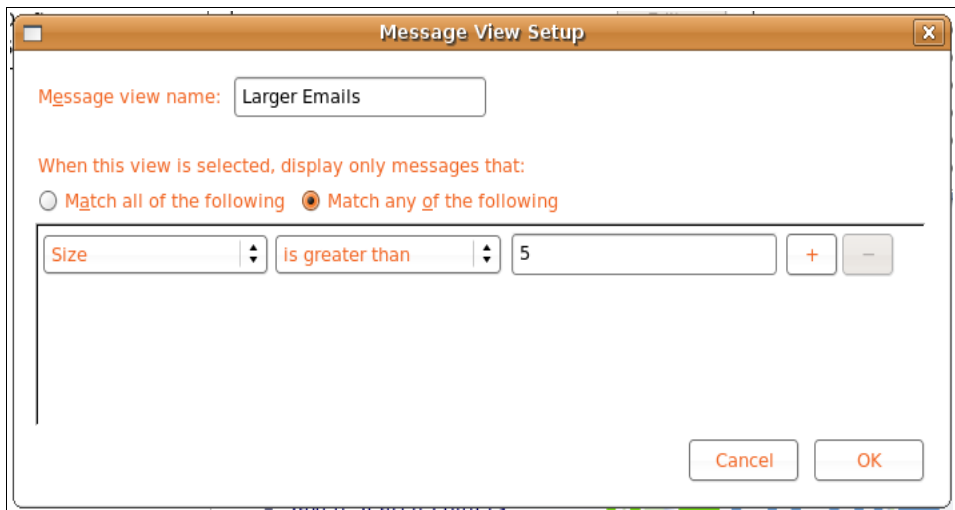 Message View Setup
Message view name: Larger Emails
When this view is selected, display only messages that:
Match all of the following Match any of the following
Size is greater than 5 + −
Cancel OK